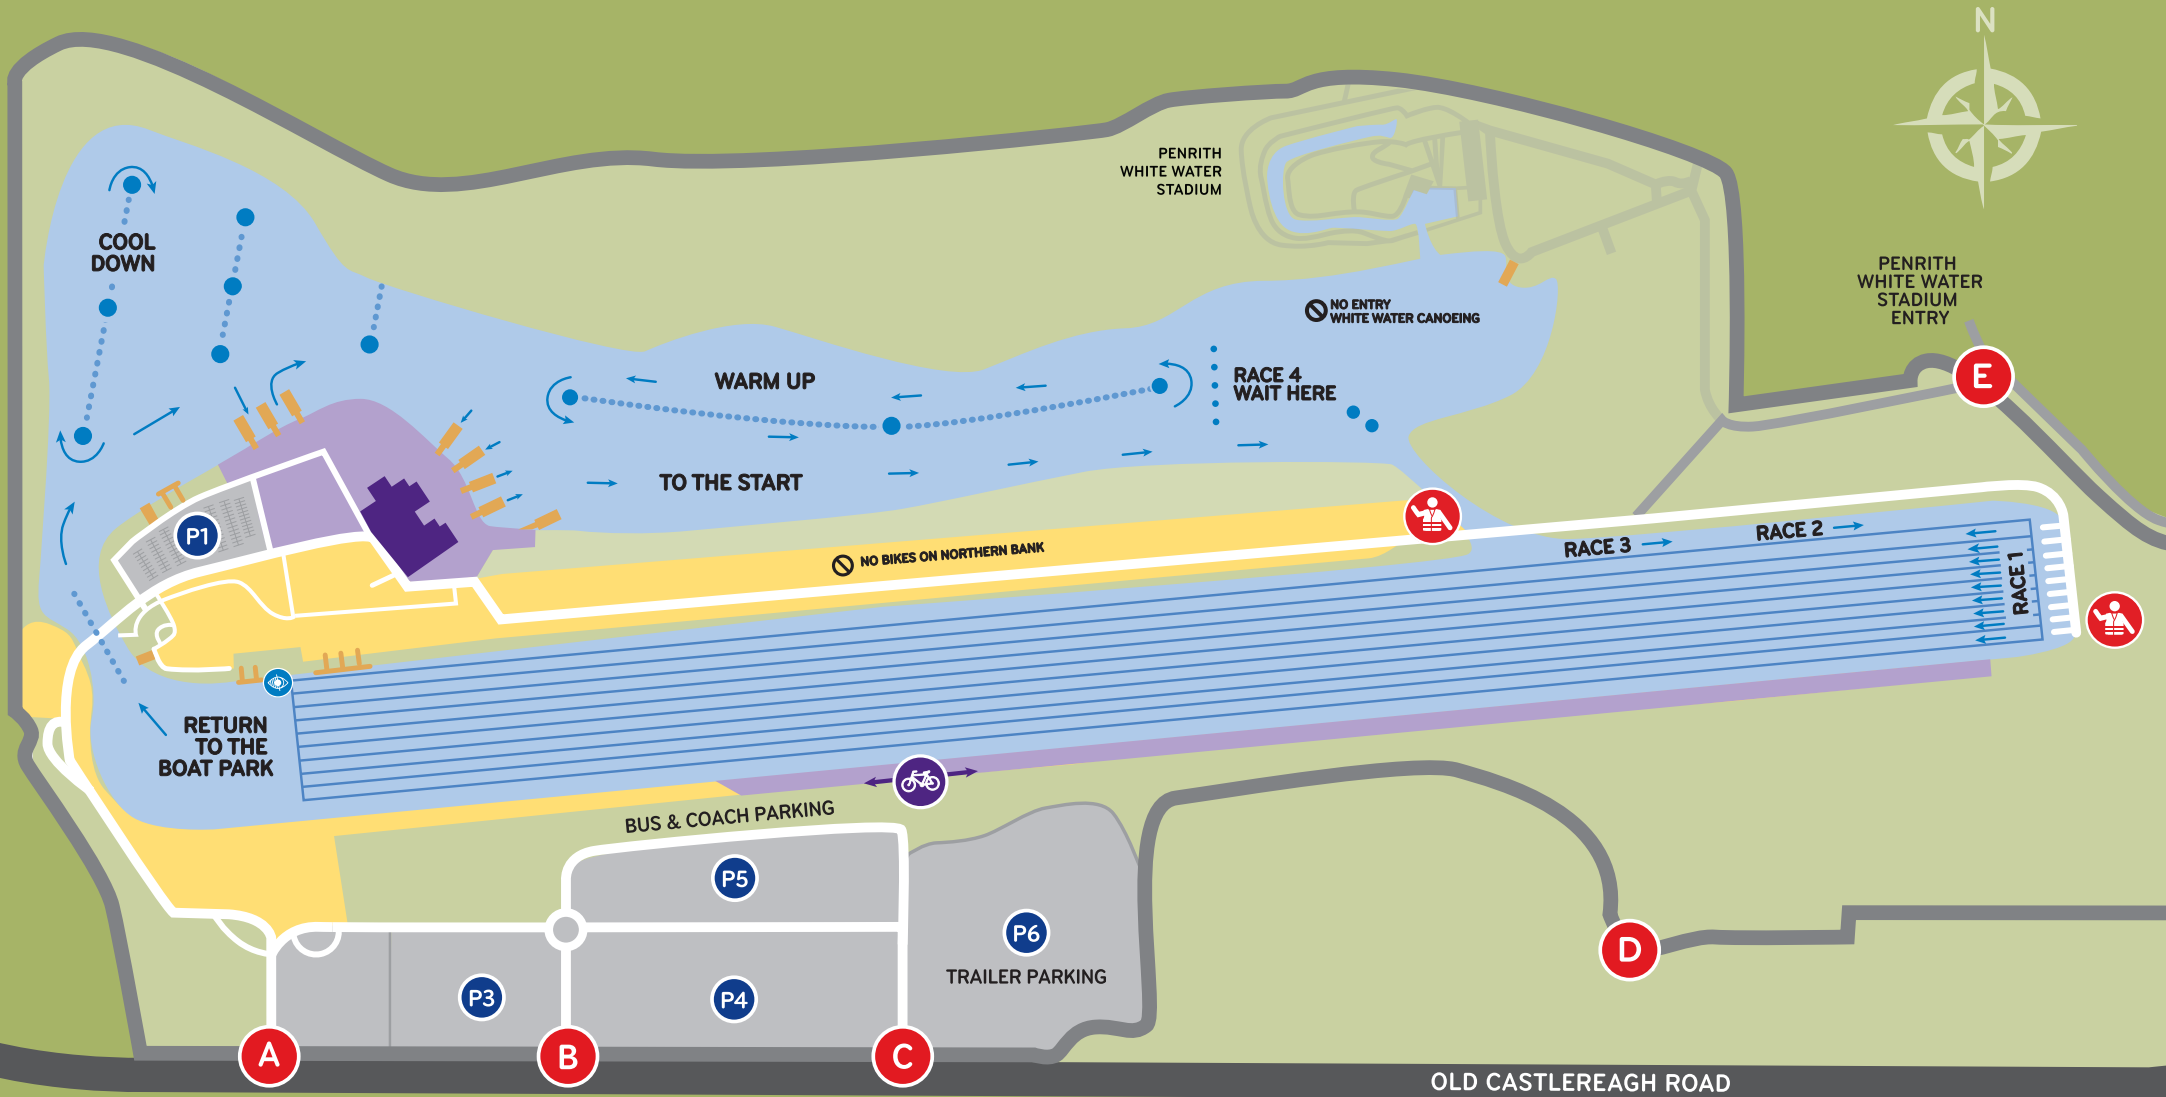 N
PENRITH
WHITE WATER
STADIUM
COOL
DOWN
PENRITH
WHITE WATER
STADIUM
ENTRY
NO ENTRY
WHITE WATER CANOEING
E
WARM UP
RACE 4
WAIT HERE
TO THE START
P1
NO BIKES ON NORTHERN BANK
RACE 3
RACE 2
RACE 1
RETURN
TO THE
BOAT PARK
BUS & COACH PARKING
P5
P6
TRAILER PARKING
D
P3
P4
A
B
C
OLD CASTLEREAGH ROAD